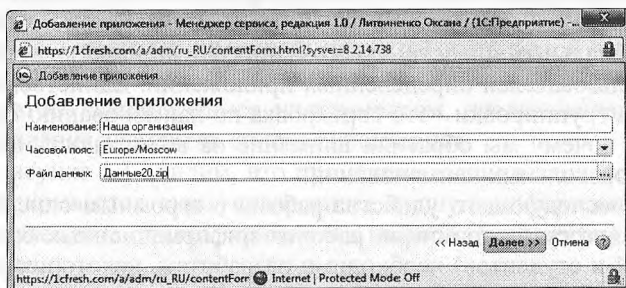 Добавление приложения - Менеджер сервиса, редакция 1.0 / Литвиненко Оксана / (1С:Предприятие) -...
https://1cfresh.com/a/adm/ru_RU/contentForm.html?sysver=8.2.14.738
Добавление приложения
Добавление приложения
Наименование: Наша организация
Часовой пояс: Europe/Moscow
Файл данных: Данные20.zip ...
<< Назад Далее >> Отмена ?
https://1cfresh.com/a/adm/ru_RU/contentForr Internet | Protected Mode: Off